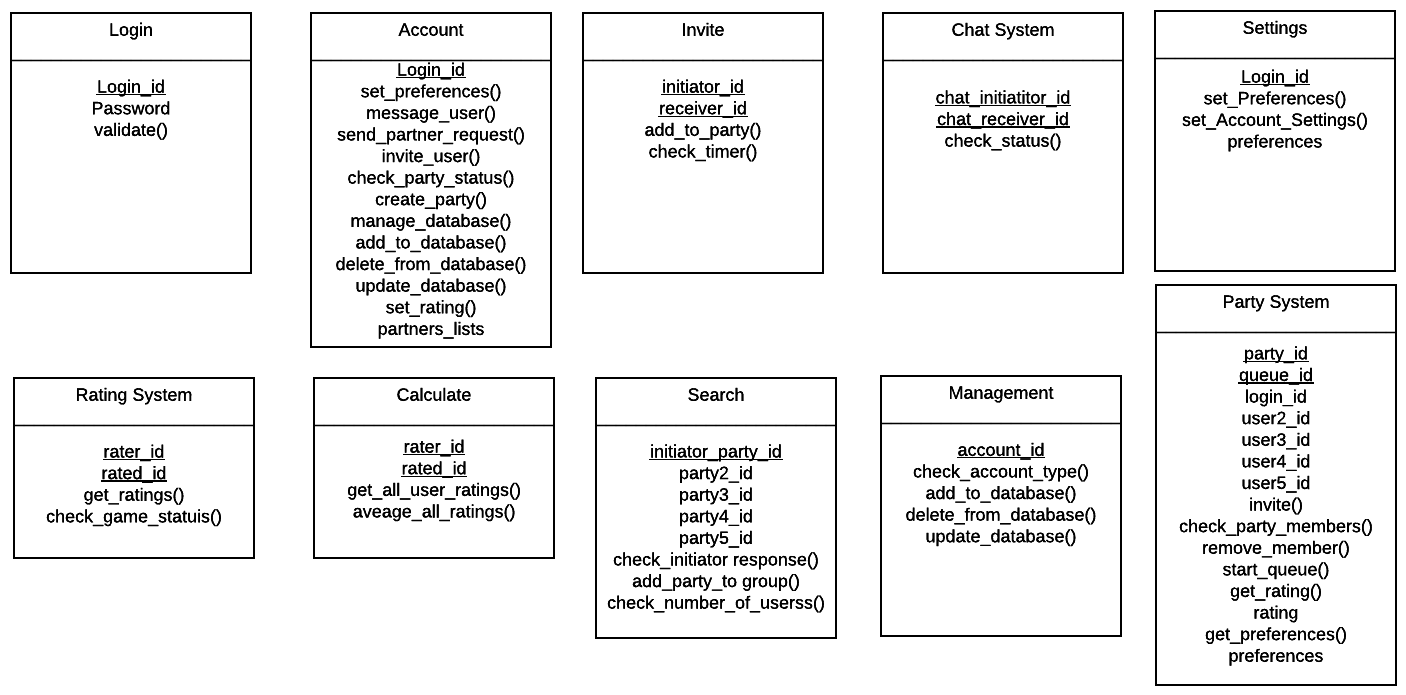 Login
Login_id
Password
validate()
Account
Login_id
set_preferences()
message_user()
send_partner_request()
invite_user()
check_party_status()
create_party()
manage_database()
add_to_database()
delete_from_database()
update_database()
set_rating()
partners_lists
Invite
initiator_id
receiver_id
add_to_party()
check_timer()
Chat System
chat_initiatitor_id
chat_receiver_id
check_status()
Settings
Login_id
set_Preferences()
set_Account_Settings()
preferences
Rating System
rater_id
rated_id
get_ratings()
check_game_statuis()
Calculate
rater_id
rated_id
get_all_user_ratings()
aveage_all_ratings()
Search
initiator_party_id
party2_id
party3_id
party4_id
party5_id
check_initiator response()
add_party_to group()
check_number_of_userss()
Management
account_id
check_account_type()
add_to_database()
delete_from_database()
update_database()
Party System
party_id
queue_id
login_id
user2_id
user3_id
user4_id
user5_id
invite()
check_party_members()
remove_member()
start_queue()
get_rating()
rating
get_preferences()
preferences